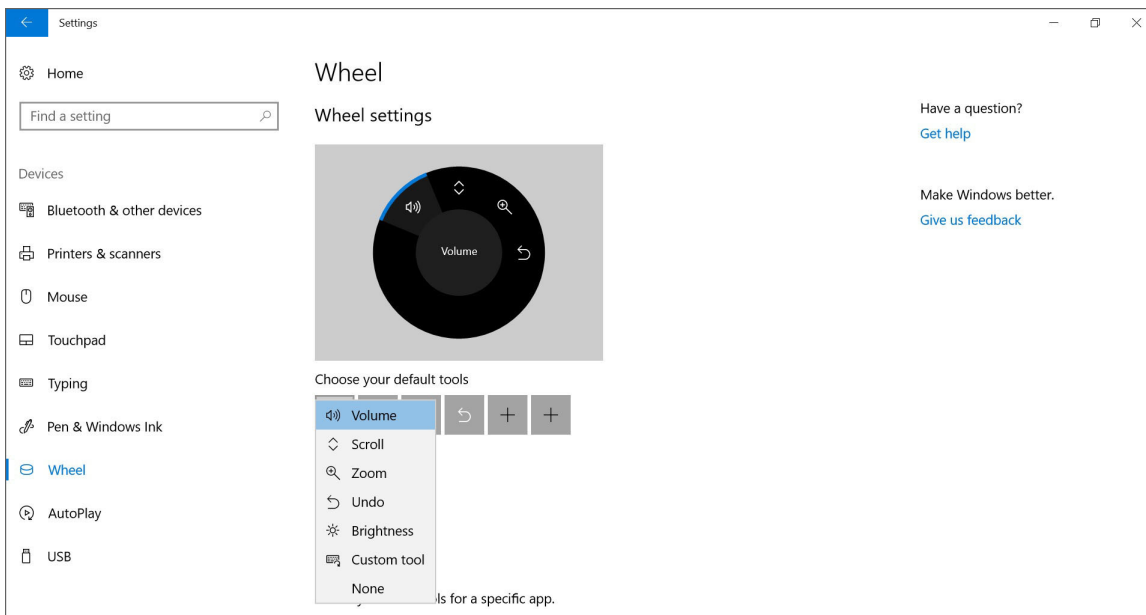 Settings
Home
Find a setting
Devices
Bluetooth & other devices
Printers & scanners
Mouse
Touchpad
Typing
Pen & Windows Ink
Wheel
AutoPlay
USB
Wheel
Wheel settings
Volume
Choose your default tools
Volume
Scroll
Zoom
Undo
Brightness
Custom tool
None
for a specific app.
Have a question?
Get help
Make Windows better.
Give us feedback